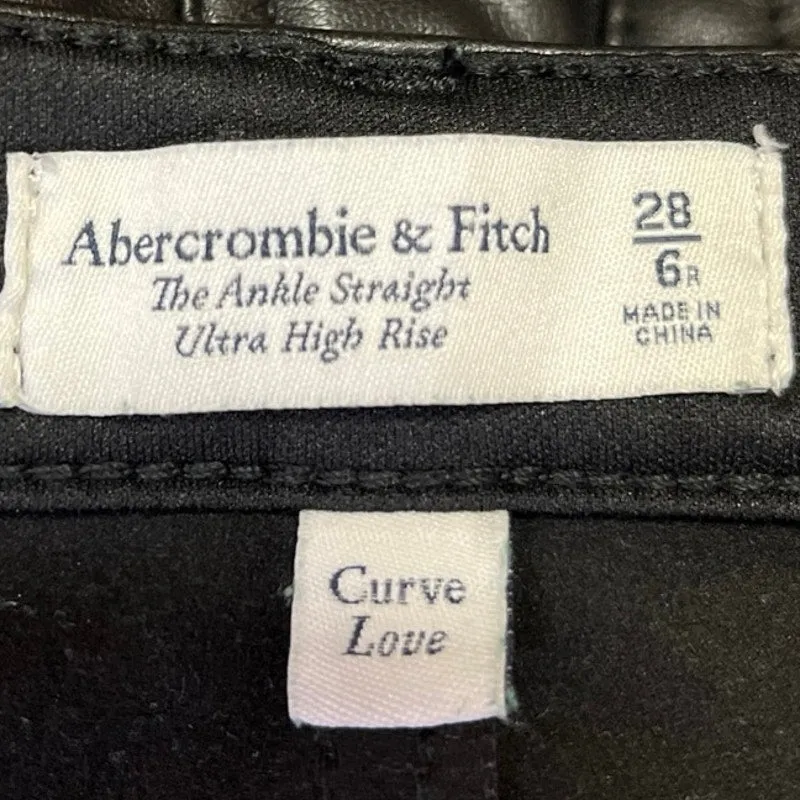 Abercrombie & Fitch
The Ankle Straight
Ultra High Rise
28
6R
MADE IN
CHINA
Curve
Love